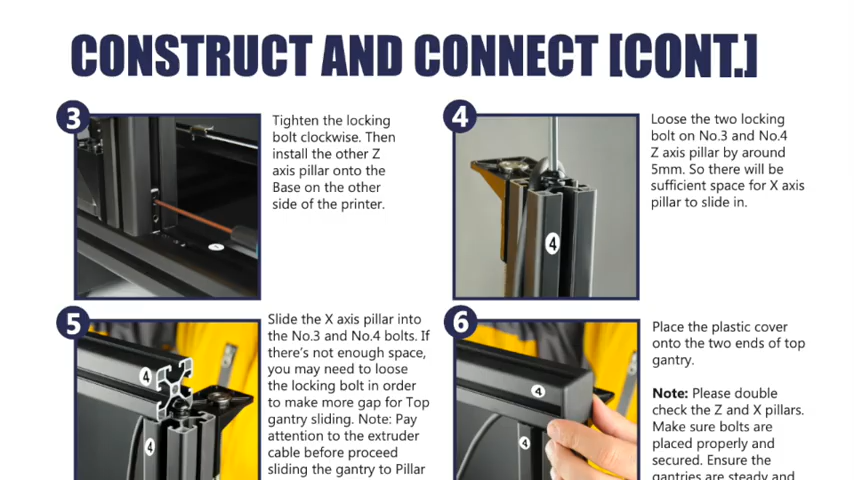 CONSTRUCT AND CONNECT [CONT.]
3
Tighten the locking
bolt clockwise. Then
install the other Z
axis pillar onto the
Base on the other
side of the printer.
4
Loose the two locking
bolt on No.3 and No.4
Z axis pillar by around
5mm. So there will be
sufficient space for X axis
pillar to slide in.
4
5
Slide the X axis pillar into
the No.3 and No.4 bolts. If
there's not enough space,
you may need to loose
the locking bolt in order
to make more gap for Top
gantry sliding. Note: Pay
attention to the extruder
cable before proceed
sliding the gantry to Pillar
4
4
6
Place the plastic cover
onto the two ends of top
gantry.
Note: Please double
check the Z and X pillars.
Make sure bolts are
placed properly and
secured. Ensure the
gantries are steady and
4
4